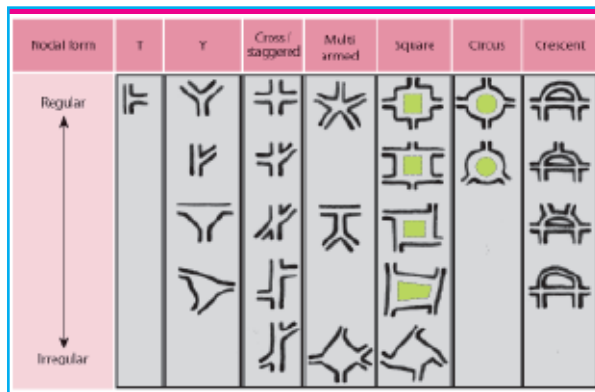 Nodal form
T
Y
Cross /
staggered
Multi
armed
Square
Circus
Crescent
Regular
Irregular